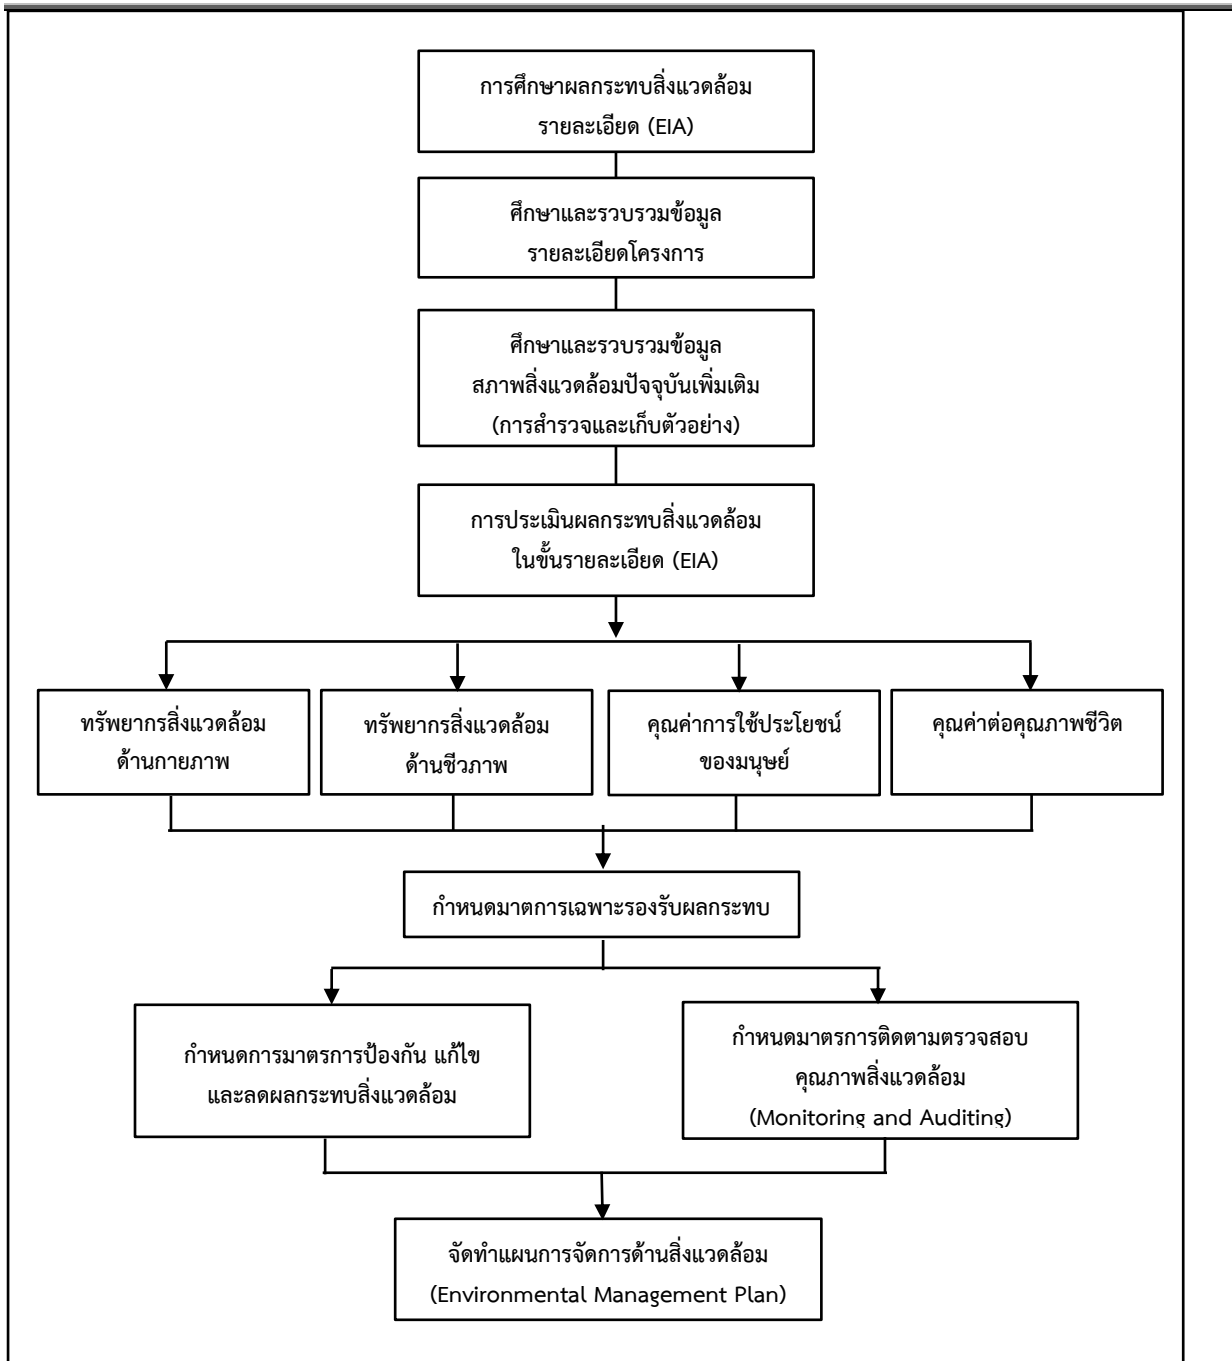 การศึกษาผลกระทบสิ่งแวดล้อม
รายละเอียด (EIA)
ศึกษาและรวบรวมข้อมูล
รายละเอียดโครงการ
ศึกษาและรวบรวมข้อมูล
สภาพสิ่งแวดล้อมปัจจุบันเพิ่มเติม
(การสำรวจและเก็บตัวอย่าง)
การประเมินผลกระทบสิ่งแวดล้อม
ในขั้นรายละเอียด (EIA)
ทรัพยากรสิ่งแวดล้อม
ด้านกายภาพ
ทรัพยากรสิ่งแวดล้อม
ด้านชีวภาพ
คุณค่าการใช้ประโยชน์
ของมนุษย์
คุณค่าต่อคุณภาพชีวิต
กำหนดมาตการเฉพาะรองรับผลกระทบ
กำหนดการมาตรการป้องกัน แก้ไข
และลดผลกระทบสิ่งแวดล้อม
กำหนดมาตรการติดตามตรวจสอบ
คุณภาพสิ่งแวดล้อม
(Monitoring and Auditing)
จัดทำแผนการจัดการด้านสิ่งแวดล้อม
(Environmental Management Plan)